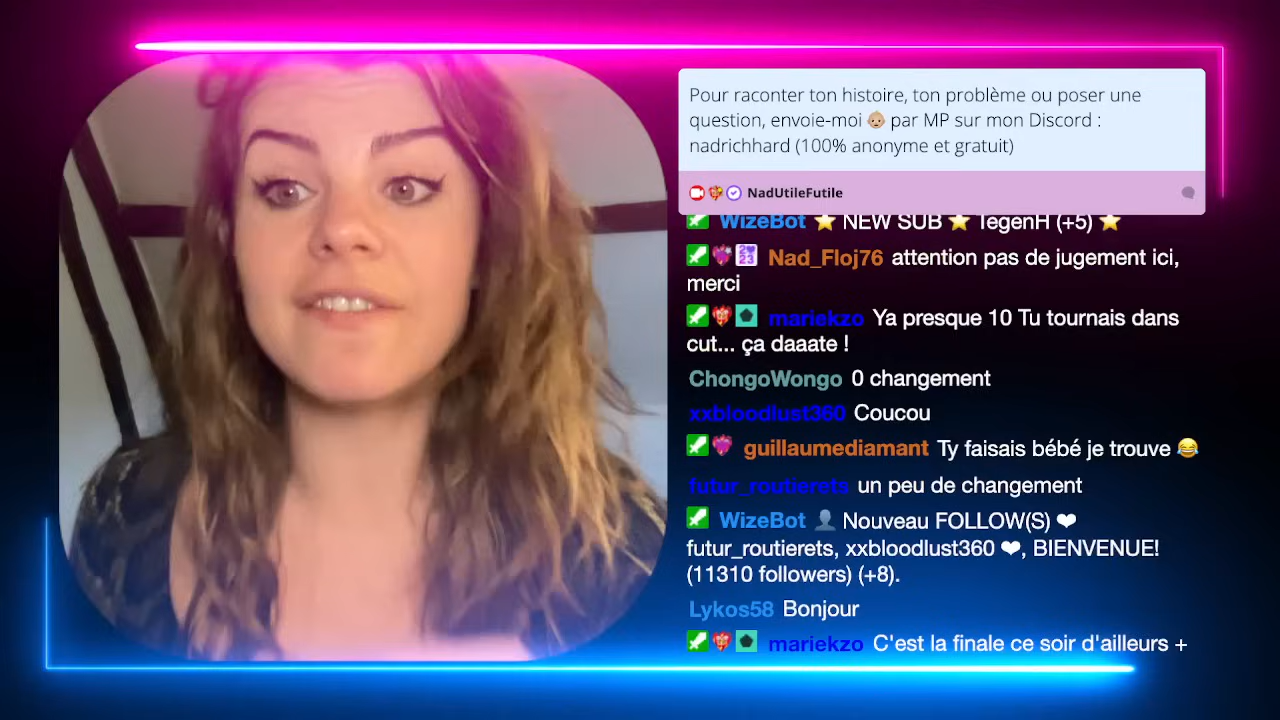 Pour raconter ton histoire, ton problème ou poser une
question, envoie-moi 👶🏼 par MP sur mon Discord :
nadrichhard (100% anonyme et gratuit)
NadUtileFutile
WizeBot ⭐ NEW SUB ⭐ TegenH (+5) ⭐
Nad_Floj76 attention pas de jugement ici,
merci
mariekzo Ya presque 10 Tu tournais dans
cut... ça daaate !
ChongoWongo 0 changement
xxbloodlust360 Coucou
guillaumediamant Ty faisais bébé je trouve 😂
futur_routierets un peu de changement
WizeBot 👤 Nouveau FOLLOW(S) ❤
futur_routierets, xxbloodlust360 ❤, BIENVENUE!
(11310 followers) (+8).
Lykos58 Bonjour
mariekzo C'est la finale ce soir d'ailleurs +